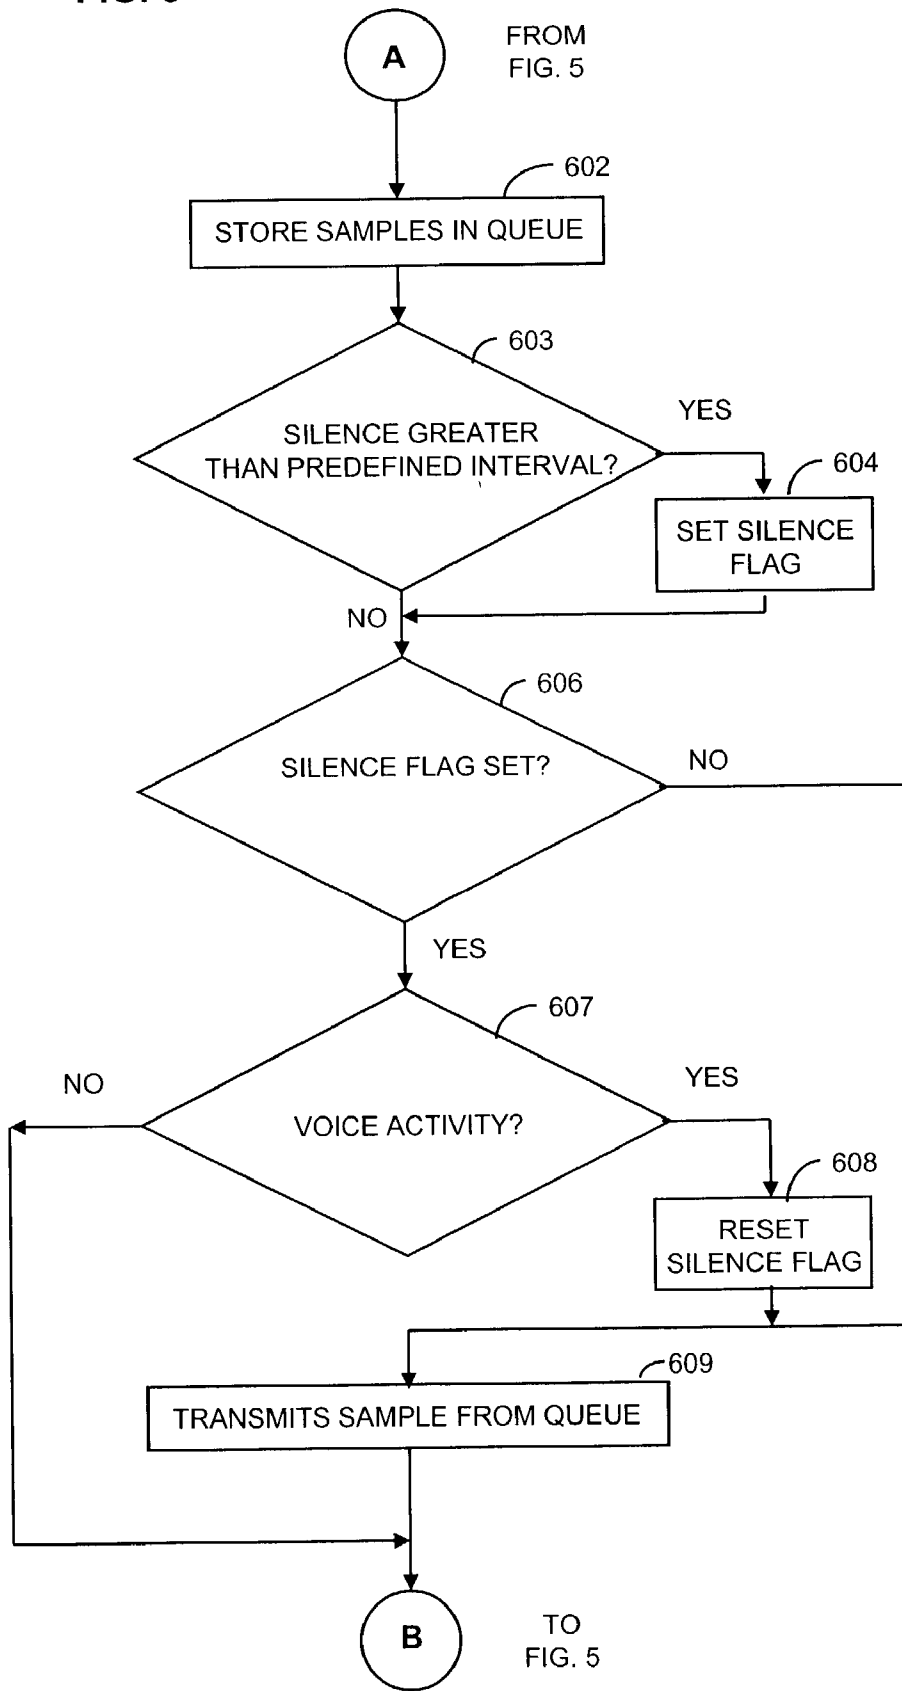 A
FROM
FIG. 5
602
STORE SAMPLES IN QUEUE
603
YES
SILENCE GREATER
THAN PREDEFINED INTERVAL?
604
SET SILENCE
FLAG
NO
606
NO
SILENCE FLAG SET?
YES
607
NO
YES
VOICE ACTIVITY?
608
RESET
SILENCE FLAG
609
TRANSMITS SAMPLE FROM QUEUE
B
TO
FIG. 5